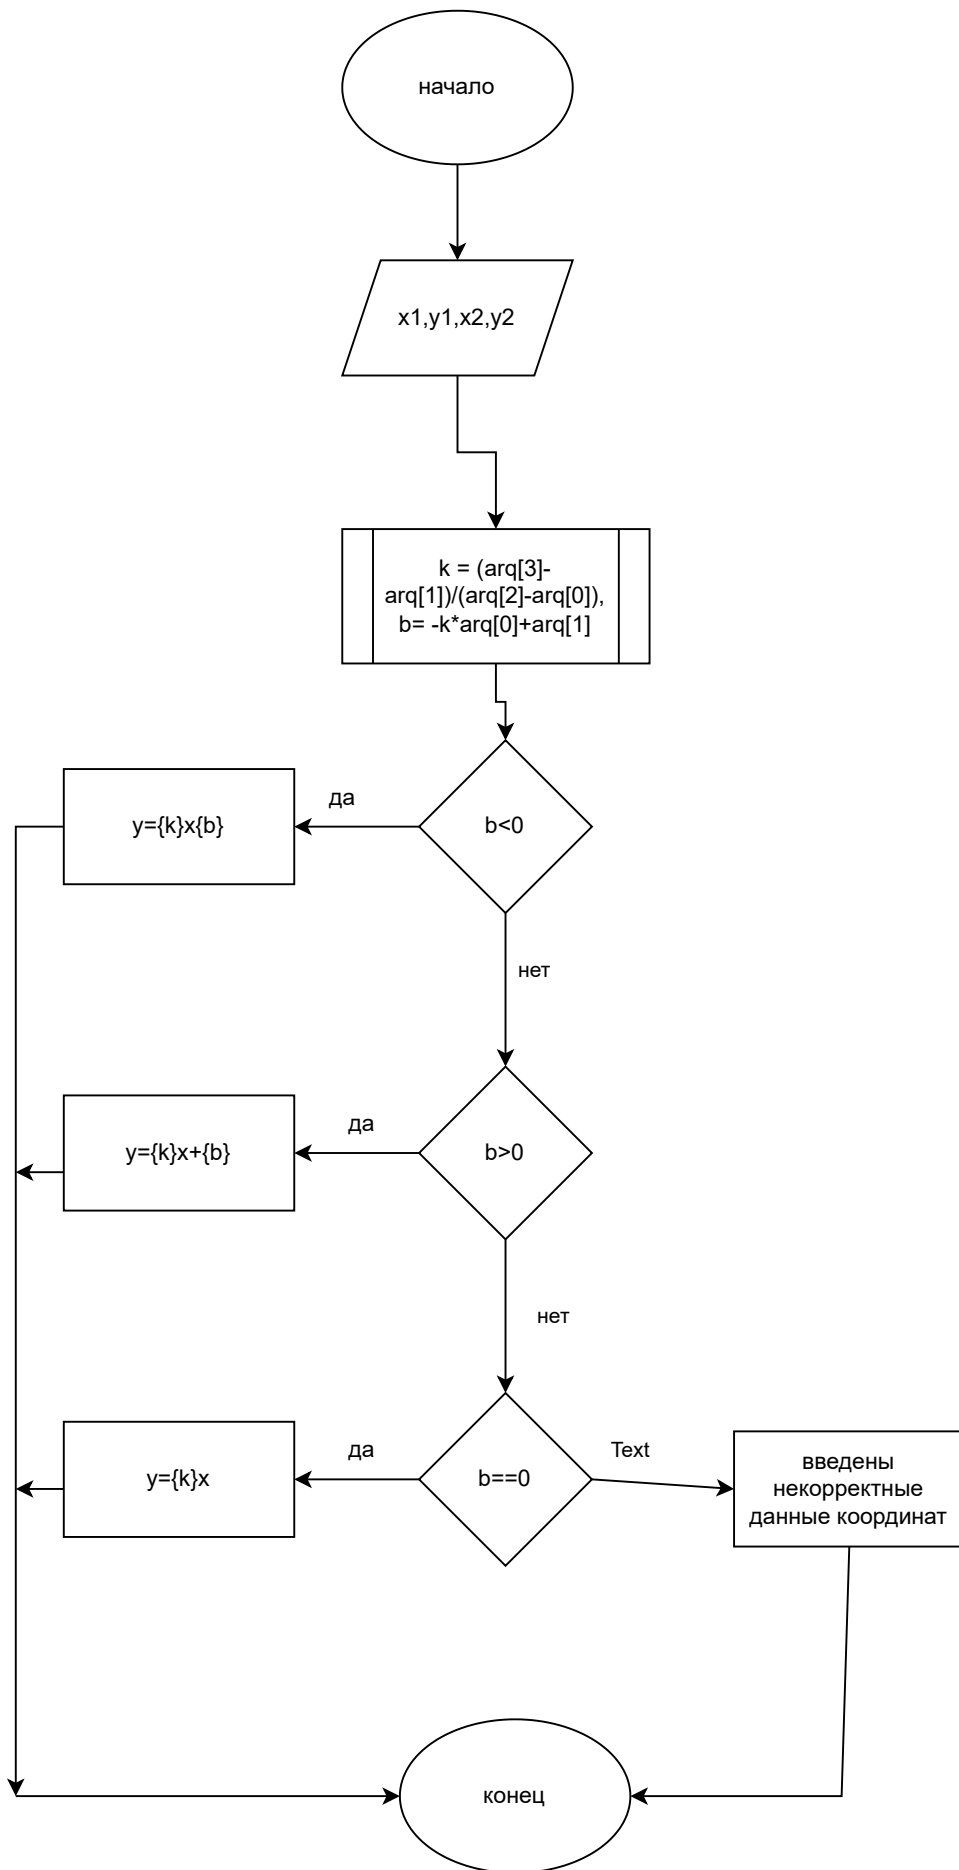 начало
x1,y1,x2,y2
k = (arq[3]-
arq[1])/(arq[2]-arq[0]),
b= -k*arq[0]+arq[1]
y={k}x{b}
да
b<0
нет
y={k}x+{b}
да
b>0
нет
y={k}x
да
b==0
Text
введены
некорректные
данные координат
конец